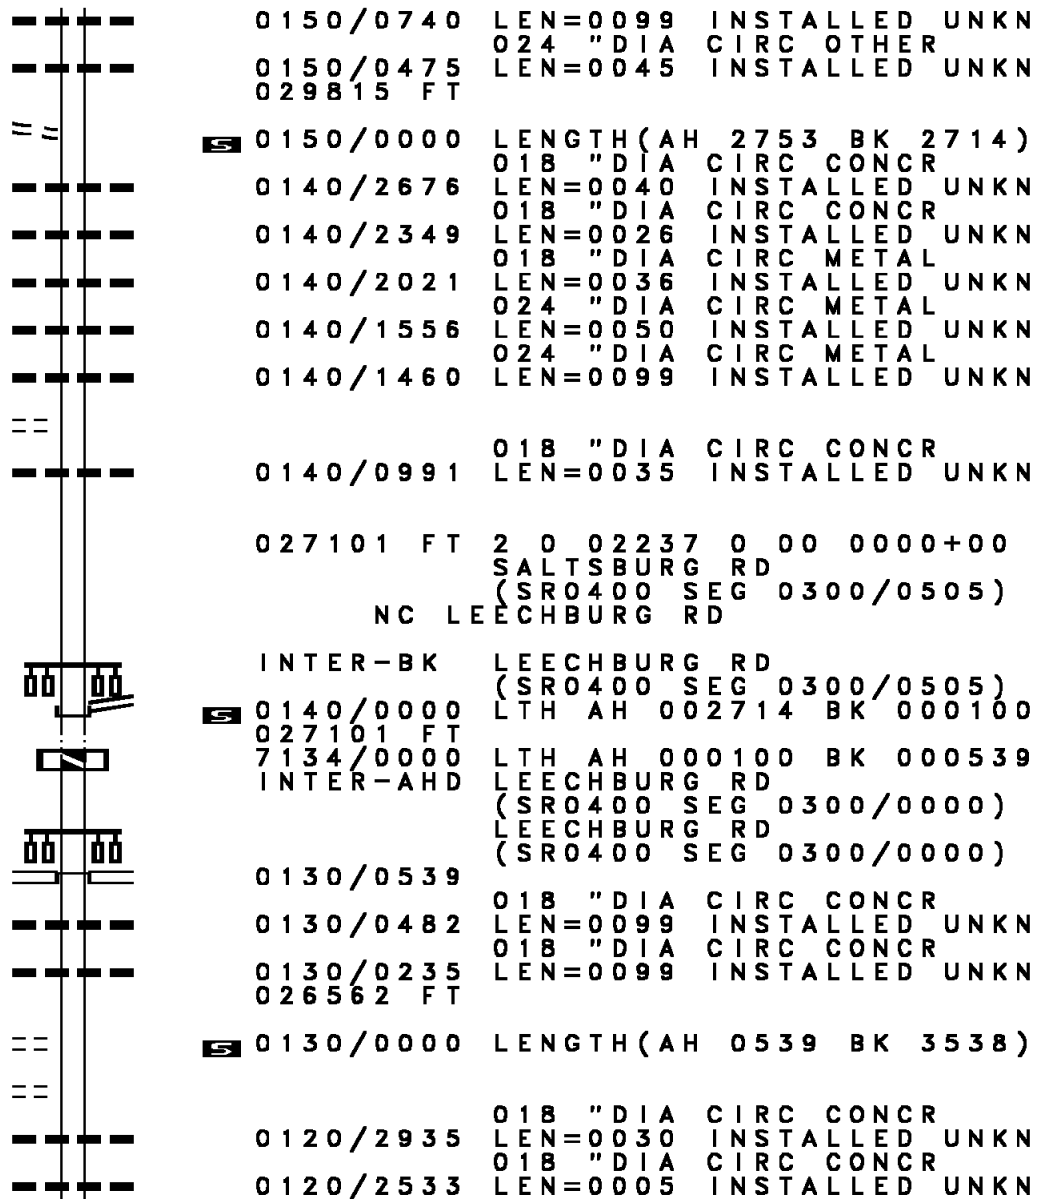 0150/0740 LEN=0099 INSTALLED UNKN
024 "DIA CIRC OTHER
0150/0475 LEN=0045 INSTALLED UNKN
029815 FT
S 0150/0000 LENGTH(AH 2753 BK 2714)
018 "DIA CIRC CONCR
0140/2676 LEN=0040 INSTALLED UNKN
018 "DIA CIRC CONCR
0140/2349 LEN=0026 INSTALLED UNKN
018 "DIA CIRC METAL
0140/2021 LEN=0036 INSTALLED UNKN
024 "DIA CIRC METAL
0140/1556 LEN=0050 INSTALLED UNKN
024 "DIA CIRC METAL
0140/1460 LEN=0099 INSTALLED UNKN
018 "DIA CIRC CONCR
0140/0991 LEN=0035 INSTALLED UNKN
027101 FT 2 0 02237 0 00 0000+00
SALTSBURG RD
(SR0400 SEG 0300/0505)
NC LEECHBURG RD
INTER-BK LEECHBURG RD
(SR0400 SEG 0300/0505)
S 0140/0000 LTH AH 002714 BK 000100
027101 FT
7134/0000 LTH AH 000100 BK 000539
INTER-AHD LEECHBURG RD
(SR0400 SEG 0300/0000)
LEECHBURG RD
(SR0400 SEG 0300/0000)
0130/0539
018 "DIA CIRC CONCR
0130/0482 LEN=0099 INSTALLED UNKN
018 "DIA CIRC CONCR
0130/0235 LEN=0099 INSTALLED UNKN
026562 FT
S 0130/0000 LENGTH(AH 0539 BK 3538)
018 "DIA CIRC CONCR
0120/2935 LEN=0030 INSTALLED UNKN
018 "DIA CIRC CONCR
0120/2533 LEN=0005 INSTALLED UNKN